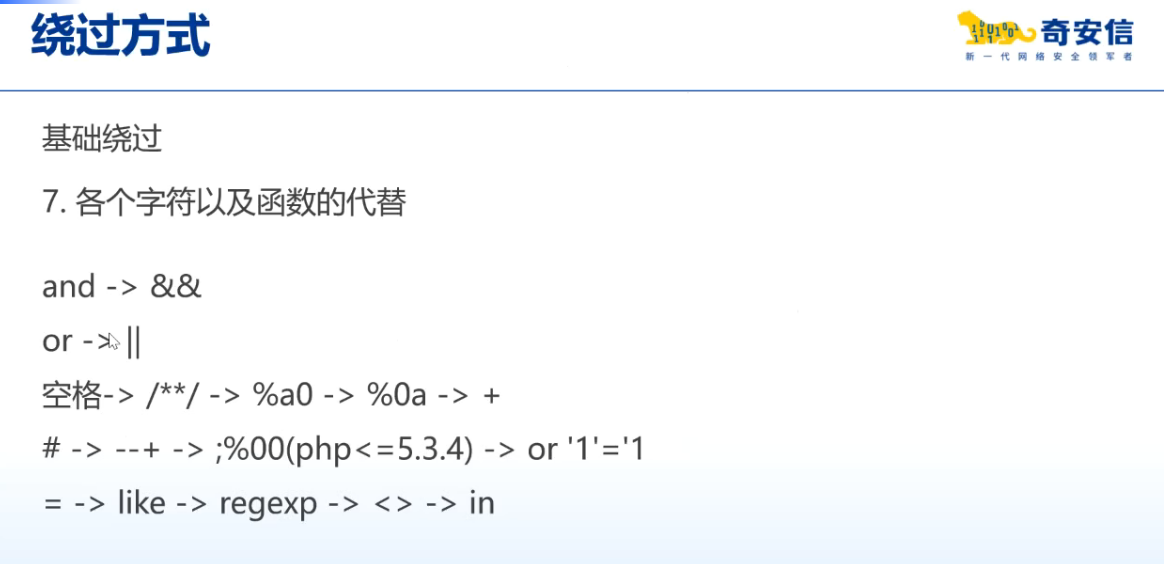 绕过方式
奇安信
新一代网络安全领军者
基础绕过
7. 各个字符以及函数的代替
and -> &&
or -> ||
空格-> /**/ -> %a0 -> %0a -> +
# -> --+ -> ;%00(php<=5.3.4) -> or '1'='1
= -> like -> regexp -> <> -> in